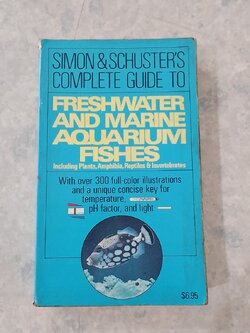 SIMON & SCHUSTER'S
COMPLETE GUIDE TO
FRESHWATER
AND MARINE
AQUARIUM
FISHES
Including Plants, Amphibia, Reptiles & Invertebrates
With over 300 full-color illustrations
and a unique concise key for
temperature,
pH factor, and light
$6.95